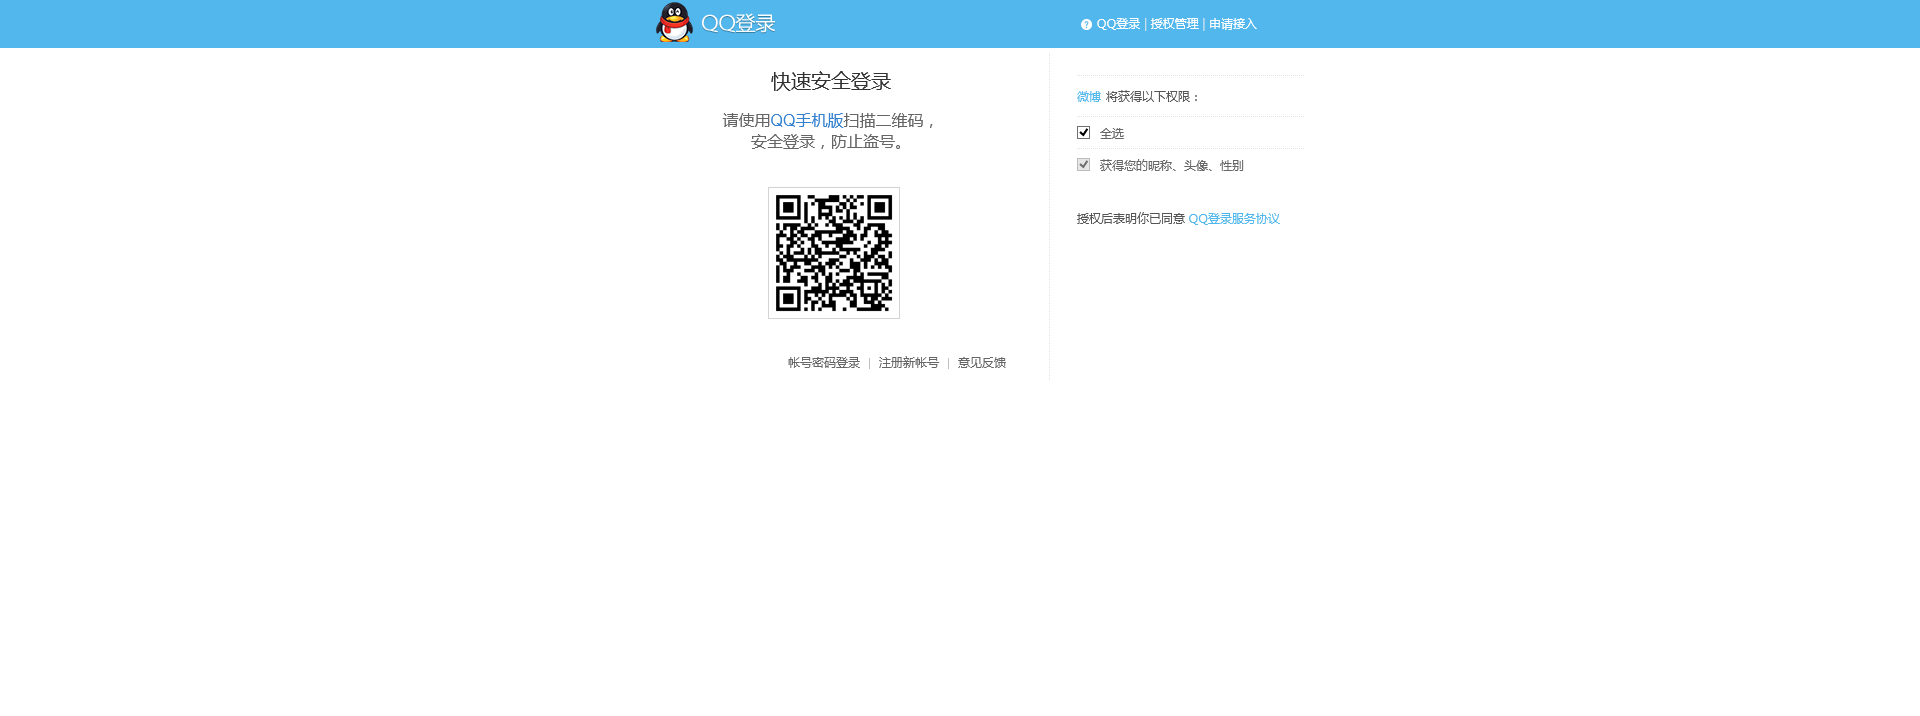 QQ登录
QQ登录 | 授权管理 | 申请接入
快速安全登录
请使用QQ手机版扫描二维码，
安全登录，防止盗号。
帐号密码登录 | 注册新帐号 | 意见反馈
微博 将获得以下权限：
全选
获得您的昵称、头像、性别
授权后表明你已同意 QQ登录服务协议